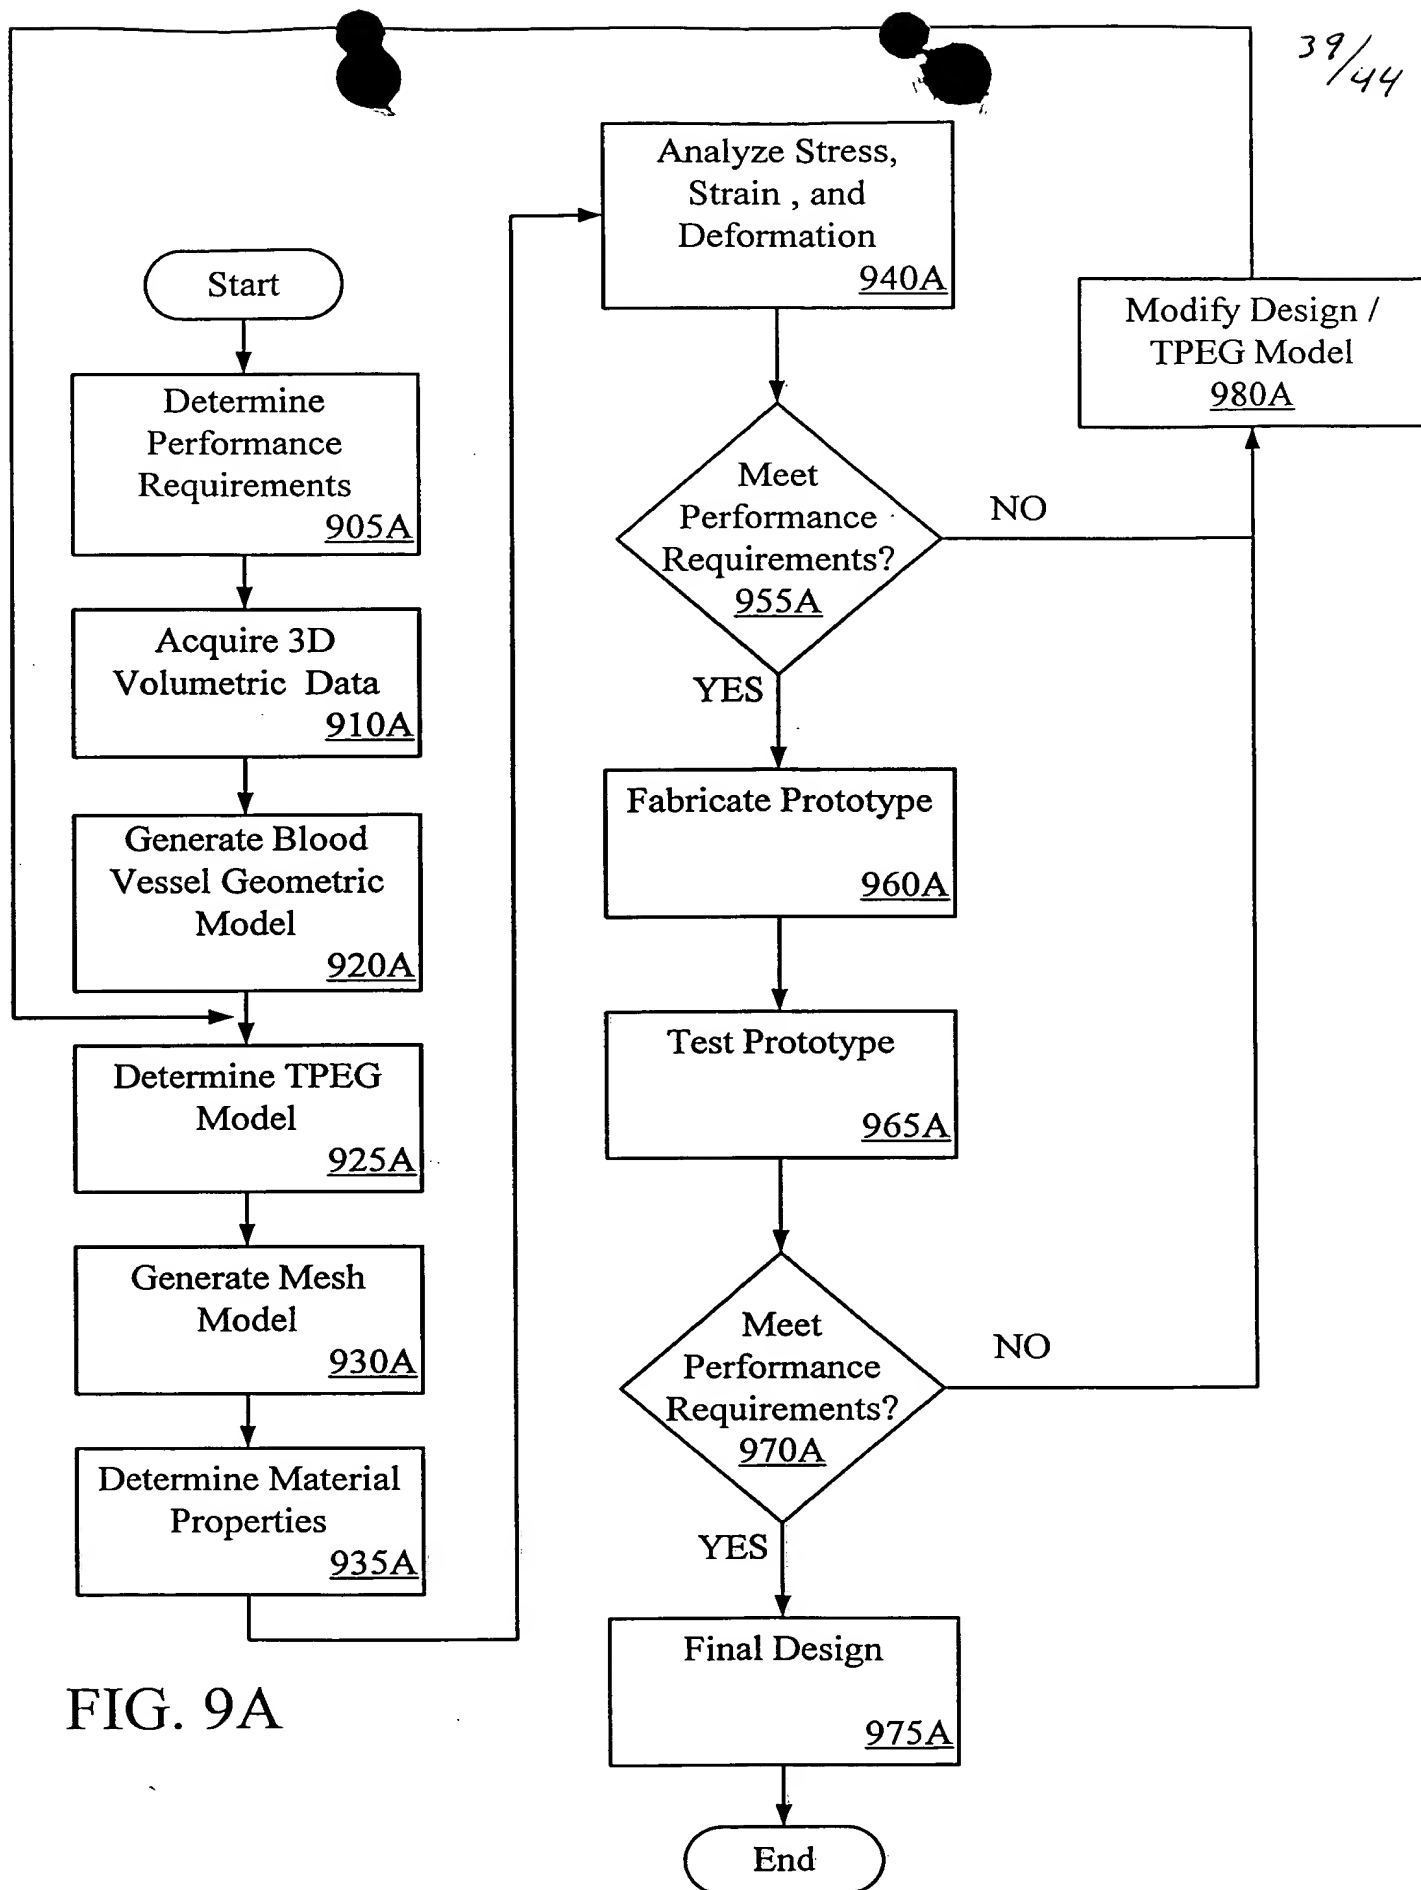 39/44
Start
Determine
Performance
Requirements
905A
Acquire 3D
Volumetric Data
910A
Generate Blood
Vessel Geometric
Model
920A
Determine TPEG
Model
925A
Generate Mesh
Model
930A
Determine Material
Properties
935A
Analyze Stress,
Strain , and
Deformation
940A
Meet
Performance
Requirements?
955A
NO
YES
Fabricate Prototype
960A
Test Prototype
965A
Meet
Performance
Requirements?
970A
NO
YES
Final Design
975A
End
Modify Design /
TPEG Model
980A
FIG. 9A